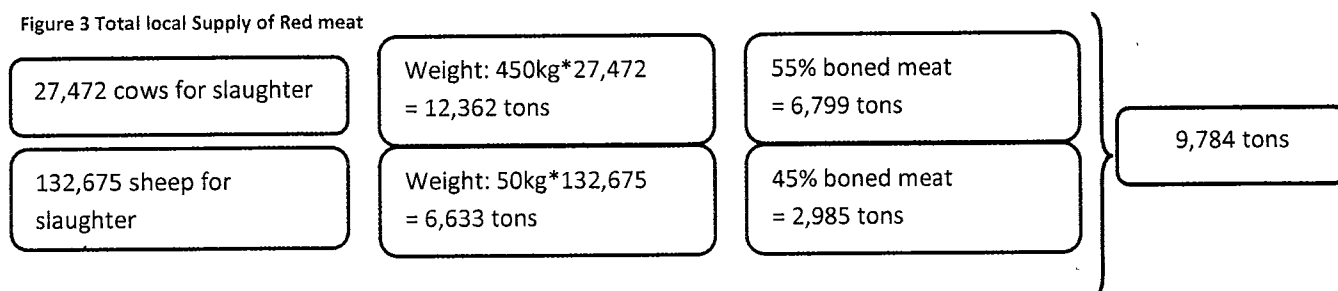 Figure 3 Total local Supply of Red meat
27,472 cows for slaughter
Weight: 450kg*27,472
= 12,362 tons
55% boned meat
= 6,799 tons
132,675 sheep for
slaughter
Weight: 50kg*132,675
= 6,633 tons
45% boned meat
= 2,985 tons
9,784 tons